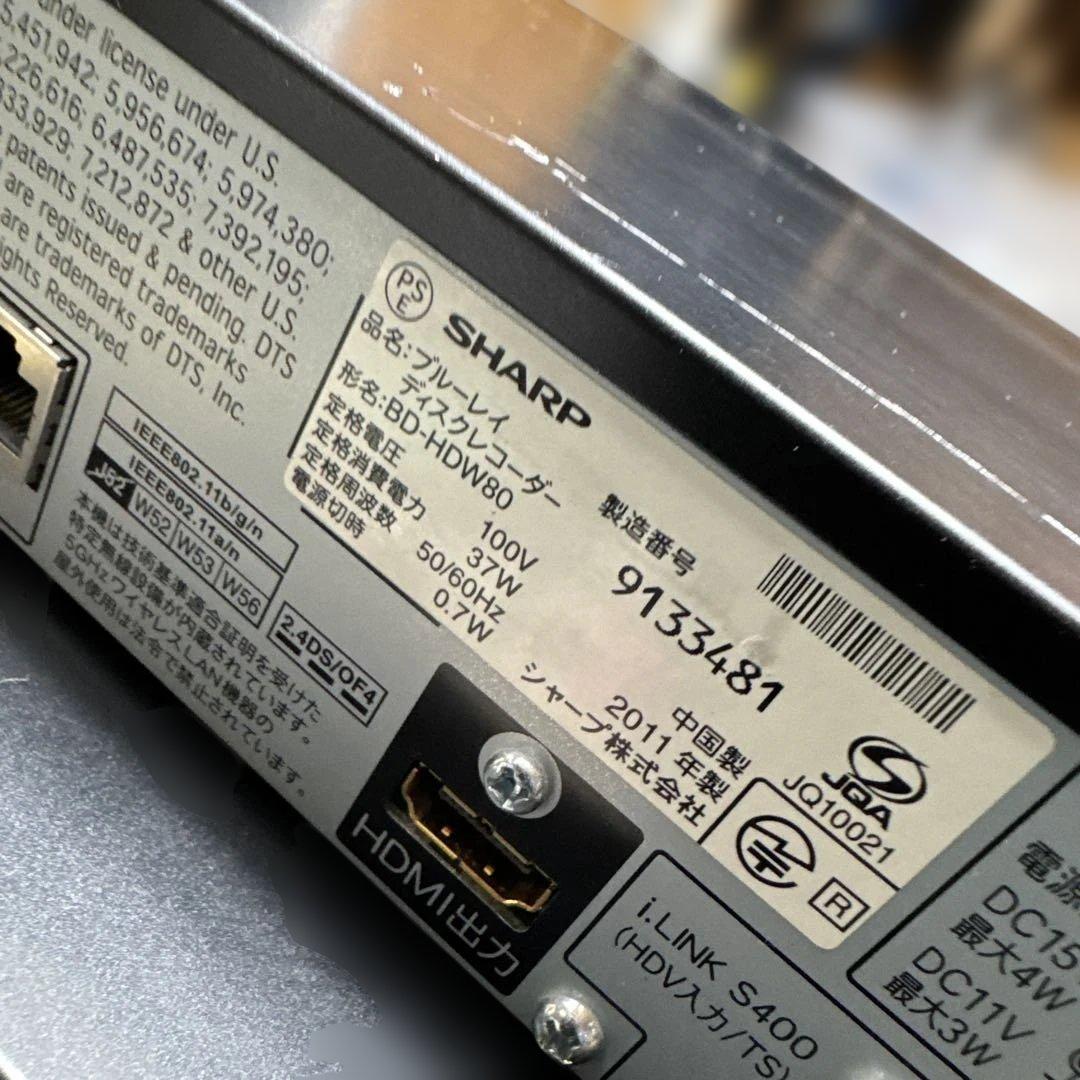 under license under U.S.
5,451,942; 5,956,674; 5,974,380;
,226,616; 6,487,535; 7,392,195;
333,929; 7,212,872 & other U.S.
patents issued & pending. DTS
are registered trademarks
are trademarks of DTS, Inc.
ghts Reserved.
IEEE802.11b/g/n
IEEE802.11a/n
J52 W52 W53 W56
2.4DS/OF4
本機は技術基準適合証明を受けた
特定無線設備が内蔵されています。
5GHzワイヤレスLAN機器の
屋外使用は法令で禁止されています。
PSE
SHARP
品名:ブルーレイ
ディスクレコーダー
形名:BD-HDW80
定格電圧 100V
定格消費電力 37W
定格周波数 50/60Hz
電源切時 0.7W
製造番号
9133481
中国製
2011年製
シャープ株式会社
JQA
JQ10021
R
HDMI出力
i.LINK S400
(HDV入力/TS)
電源
DC15
最大4W
DC11V
最大3W